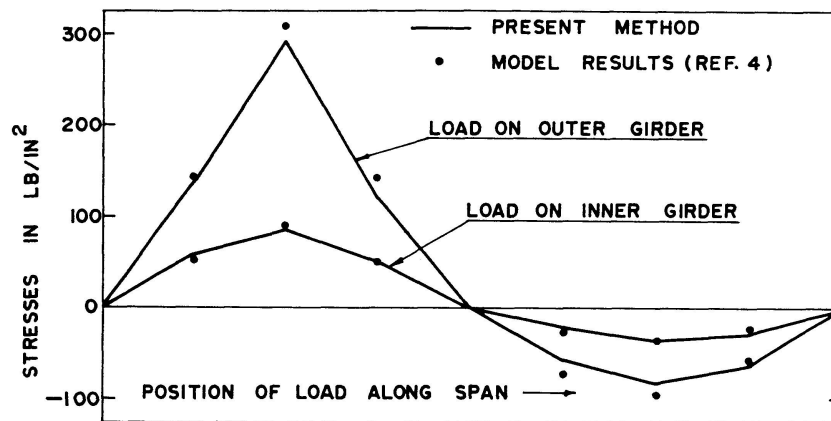 300
PRESENT METHOD
MODEL RESULTS (REF. 4)
200
LOAD ON OUTER GIRDER
100
LOAD ON INNER GIRDER
0
-100
POSITION OF LOAD ALONG SPAN
STRESSES IN LB/IN²